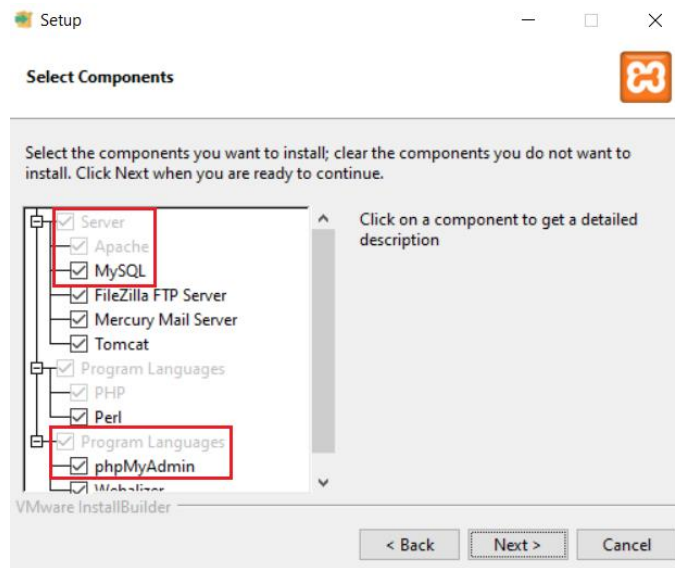 Setup
Select Components
Select the components you want to install; clear the components you do not want to
install. Click Next when you are ready to continue.
Server
Apache
MySQL
FileZilla FTP Server
Mercury Mail Server
Tomcat
Program Languages
PHP
Perl
Program Languages
phpMyAdmin
Webalizer
Click on a component to get a detailed
description
VMware InstallBuilder
< Back
Next >
Cancel